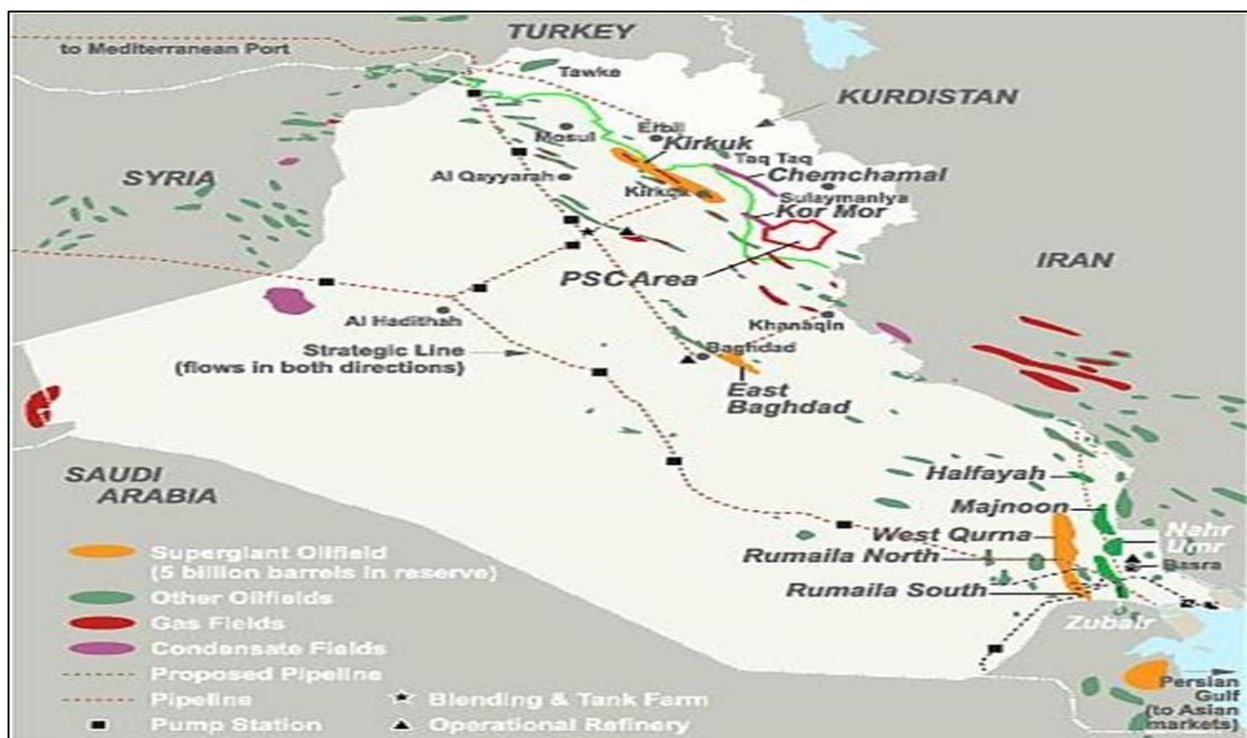 TURKEY
to Mediterranean Port
Tawke
KURDISTAN
Mosul
Erbil
Kirkuk
Taq Taq
Chemchamal
SYRIA
Al Qayyarah
Kirkuk
Sulaymaniya
Kor Mor
IRAN
PSC Area
Al Hadithah
Khanaqin
Strategic Line
(flows in both directions)
Baghdad
East
Baghdad
SAUDI
ARABIA
Halfayah
Majnoon
West Qurna
Nahr
Umr
Rumaila North
Basra
Rumaila South
Zubair
Superglant Oilfield
(5 billion barrels in reserve)
Other Oilfields
Gas Fields
Condensate Fields
Proposed Pipeline
Pipeline
Blending & Tank Farm
Pump Station
Operational Refinery
Persian
Gulf
(to Asian
markets)